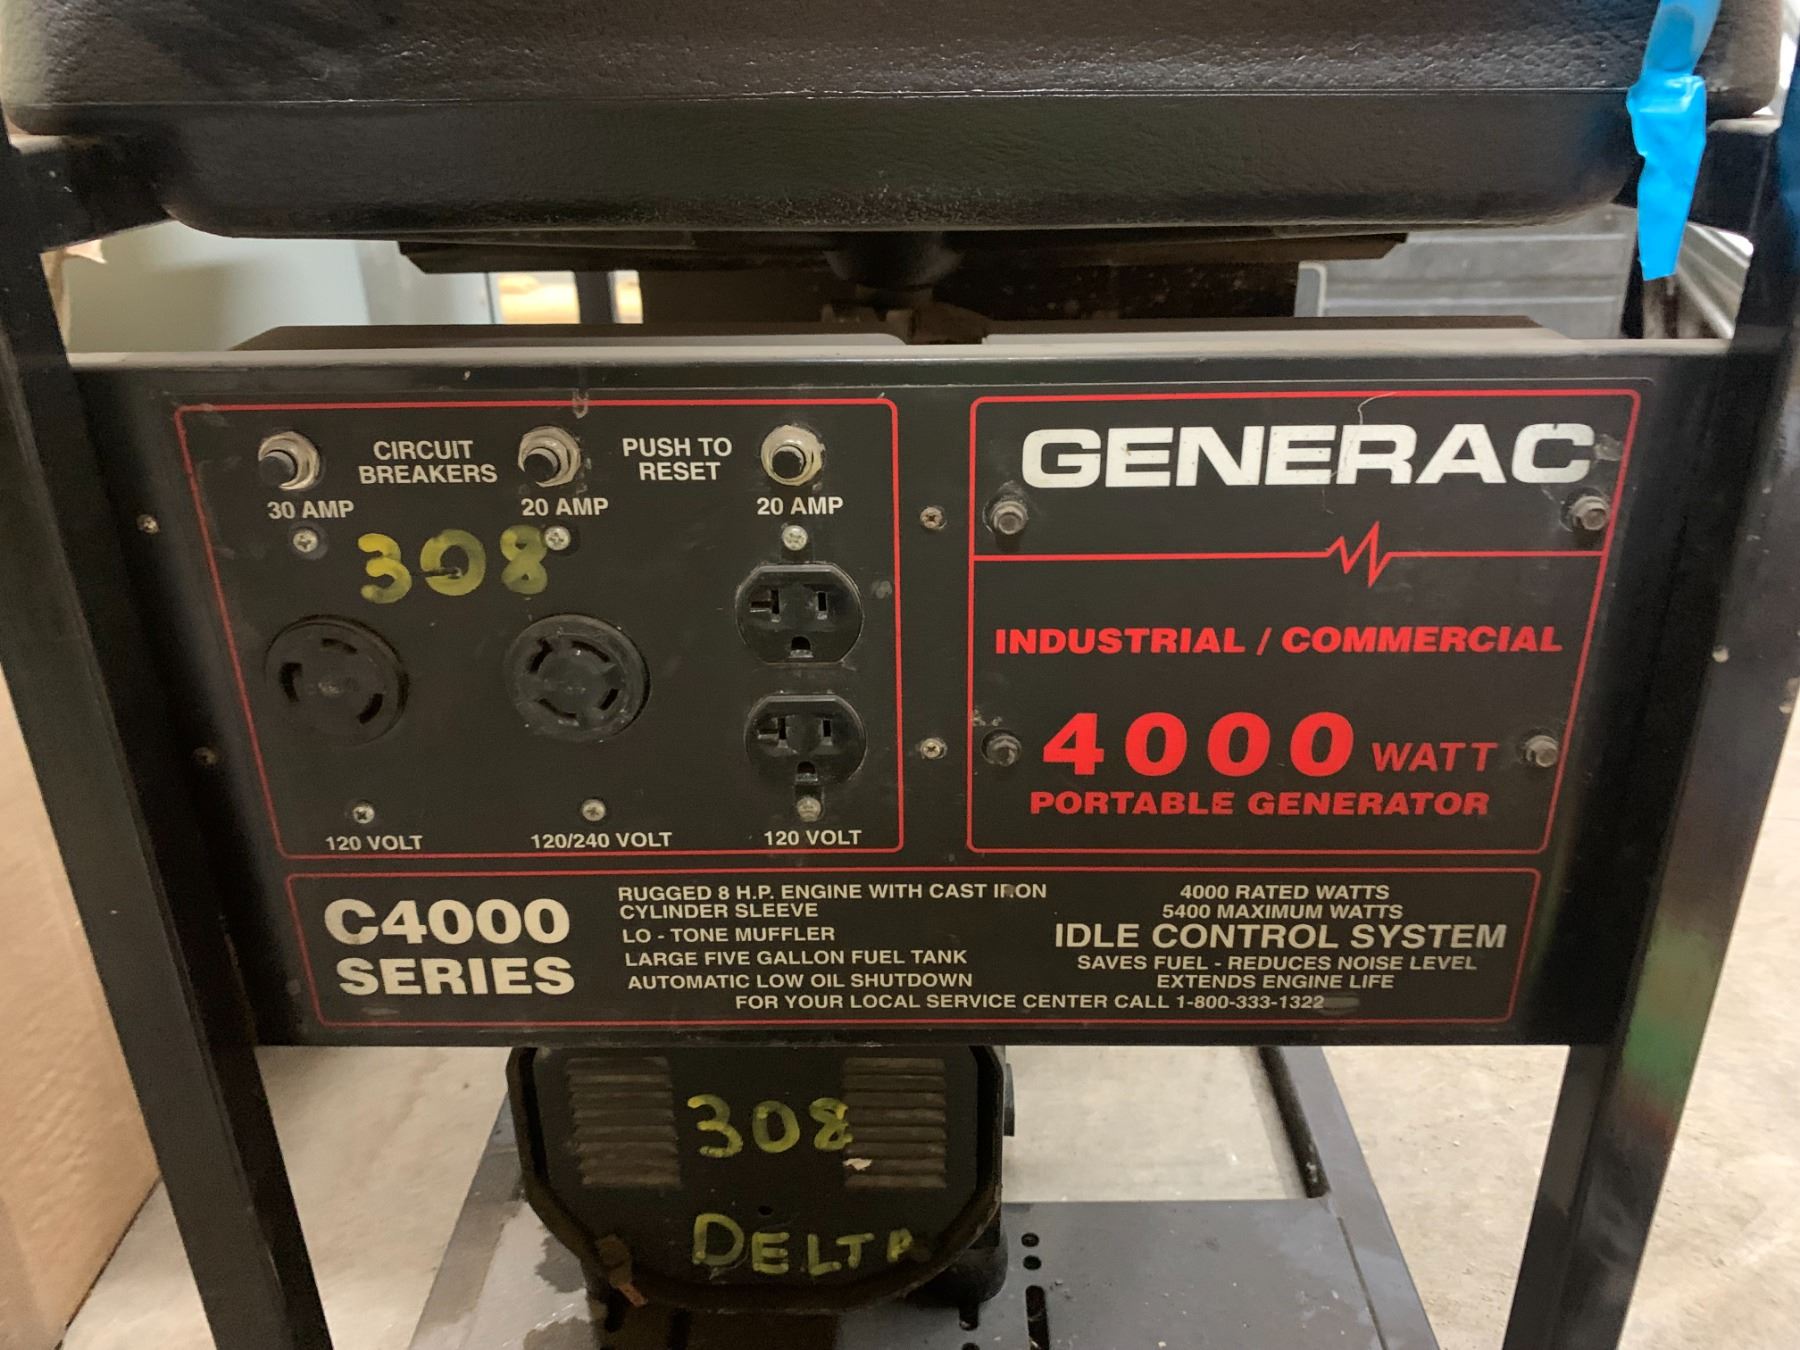 CIRCUIT
BREAKERS
PUSH TO
RESET
30 AMP
20 AMP
20 AMP
308
120 VOLT
120/240 VOLT
120 VOLT
GENERAC
INDUSTRIAL / COMMERCIAL
4000 WATT
PORTABLE GENERATOR
C4000
SERIES
RUGGED 8 H.P. ENGINE WITH CAST IRON
CYLINDER SLEEVE
LO - TONE MUFFLER
LARGE FIVE GALLON FUEL TANK
AUTOMATIC LOW OIL SHUTDOWN
4000 RATED WATTS
5400 MAXIMUM WATTS
IDLE CONTROL SYSTEM
SAVES FUEL - REDUCES NOISE LEVEL
EXTENDS ENGINE LIFE
FOR YOUR LOCAL SERVICE CENTER CALL 1-800-333-1322
308
DELTA